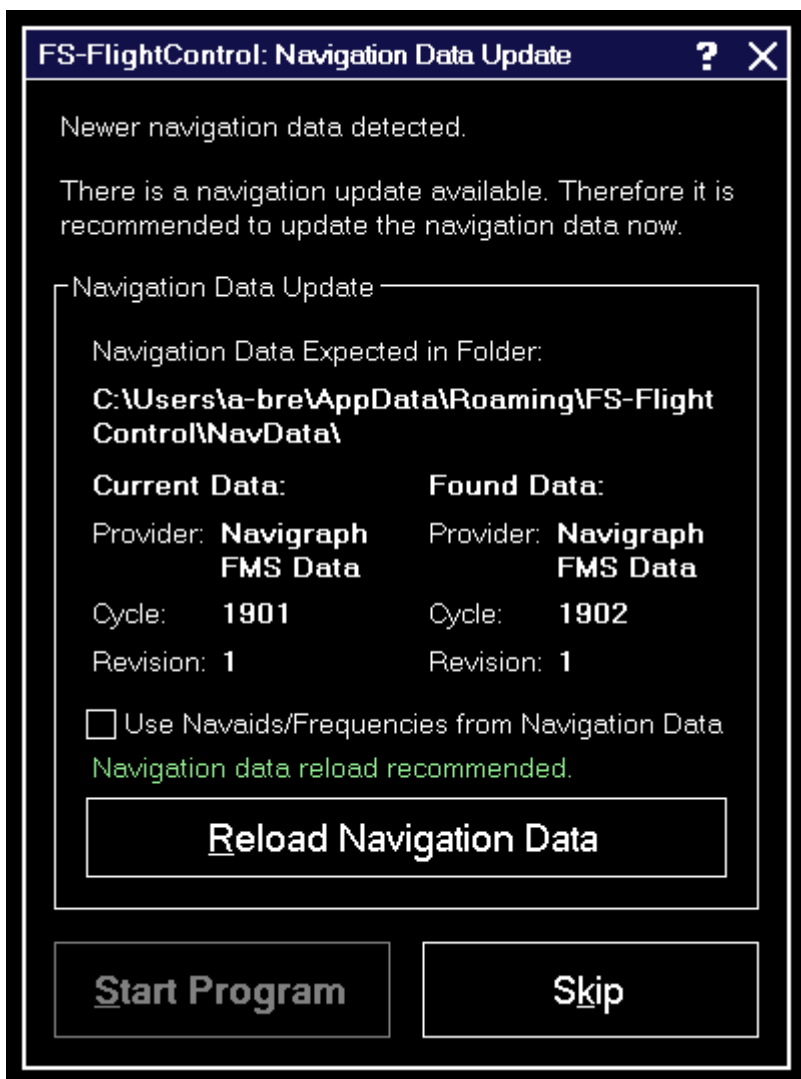 FS-FlightControl: Navigation Data Update ? X
Newer navigation data detected.
There is a navigation update available. Therefore it is
recommended to update the navigation data now.
Navigation Data Update
Navigation Data Expected in Folder:
C:\Users\a-bre\AppData\Roaming\FS-Flight
Control\NavData\
Current Data: Found Data:
Provider: Navigraph Provider: Navigraph
FMS Data FMS Data
Cycle: 1901 Cycle: 1902
Revision: 1 Revision: 1
Use Navaids/Frequencies from Navigation Data
Navigation data reload recommended.
Reload Navigation Data
Start Program Skip